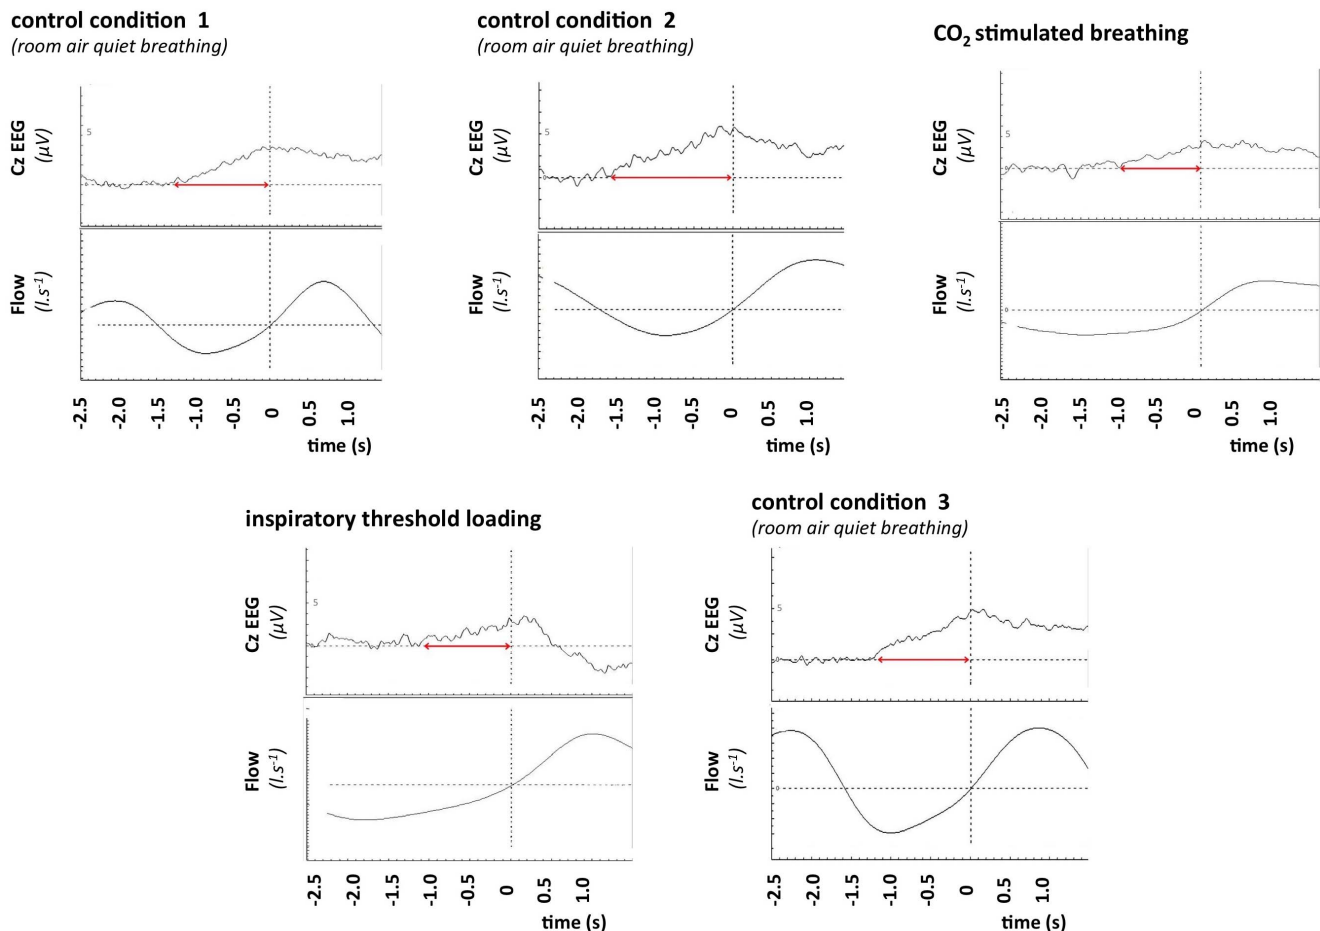 control condition 1
(room air quiet breathing)
Cz EEG
(µV)
5
0
Flow
(l.s⁻¹)
-2.5
-2.0
-1.5
-1.0
-0.5
0
0.5
1.0
time (s)
control condition 2
(room air quiet breathing)
Cz EEG
(µV)
5
0
Flow
(l.s⁻¹)
-2.5
-2.0
-1.5
-1.0
-0.5
0
0.5
1.0
time (s)
CO₂ stimulated breathing
Cz EEG
(µV)
5
0
Flow
(l.s⁻¹)
0
-2.5
-2.0
-1.5
-1.0
-0.5
0
0.5
1.0
time (s)
inspiratory threshold loading
Cz EEG
(µV)
5
Flow
(l.s⁻¹)
-2.5
-2.0
-1.5
-1.0
-0.5
0
0.5
1.0
time (s)
control condition 3
(room air quiet breathing)
Cz EEG
(µV)
5
0
Flow
(l.s⁻¹)
0
-2.5
-2.0
-1.5
-1.0
-0.5
0
0.5
1.0
time (s)